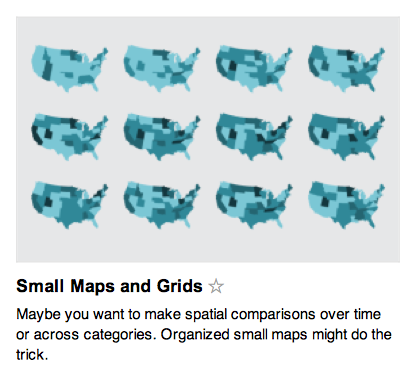 Small Maps and Grids ☆
Maybe you want to make spatial comparisons over time
or across categories. Organized small maps might do the
trick.